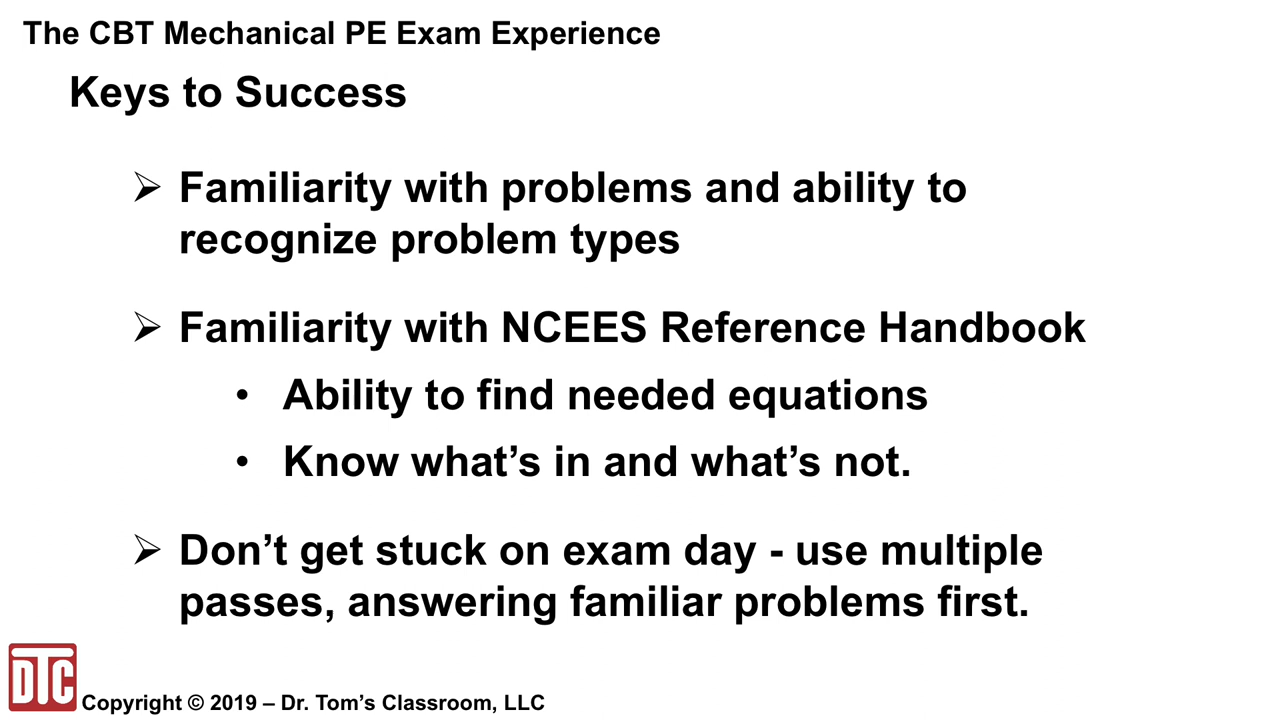 The CBT Mechanical PE Exam Experience
Keys to Success
➢ Familiarity with problems and ability to
recognize problem types
➢ Familiarity with NCEES Reference Handbook
• Ability to find needed equations
• Know what’s in and what’s not.
➢ Don’t get stuck on exam day - use multiple
passes, answering familiar problems first.
DTC
Copyright © 2019 – Dr. Tom’s Classroom, LLC